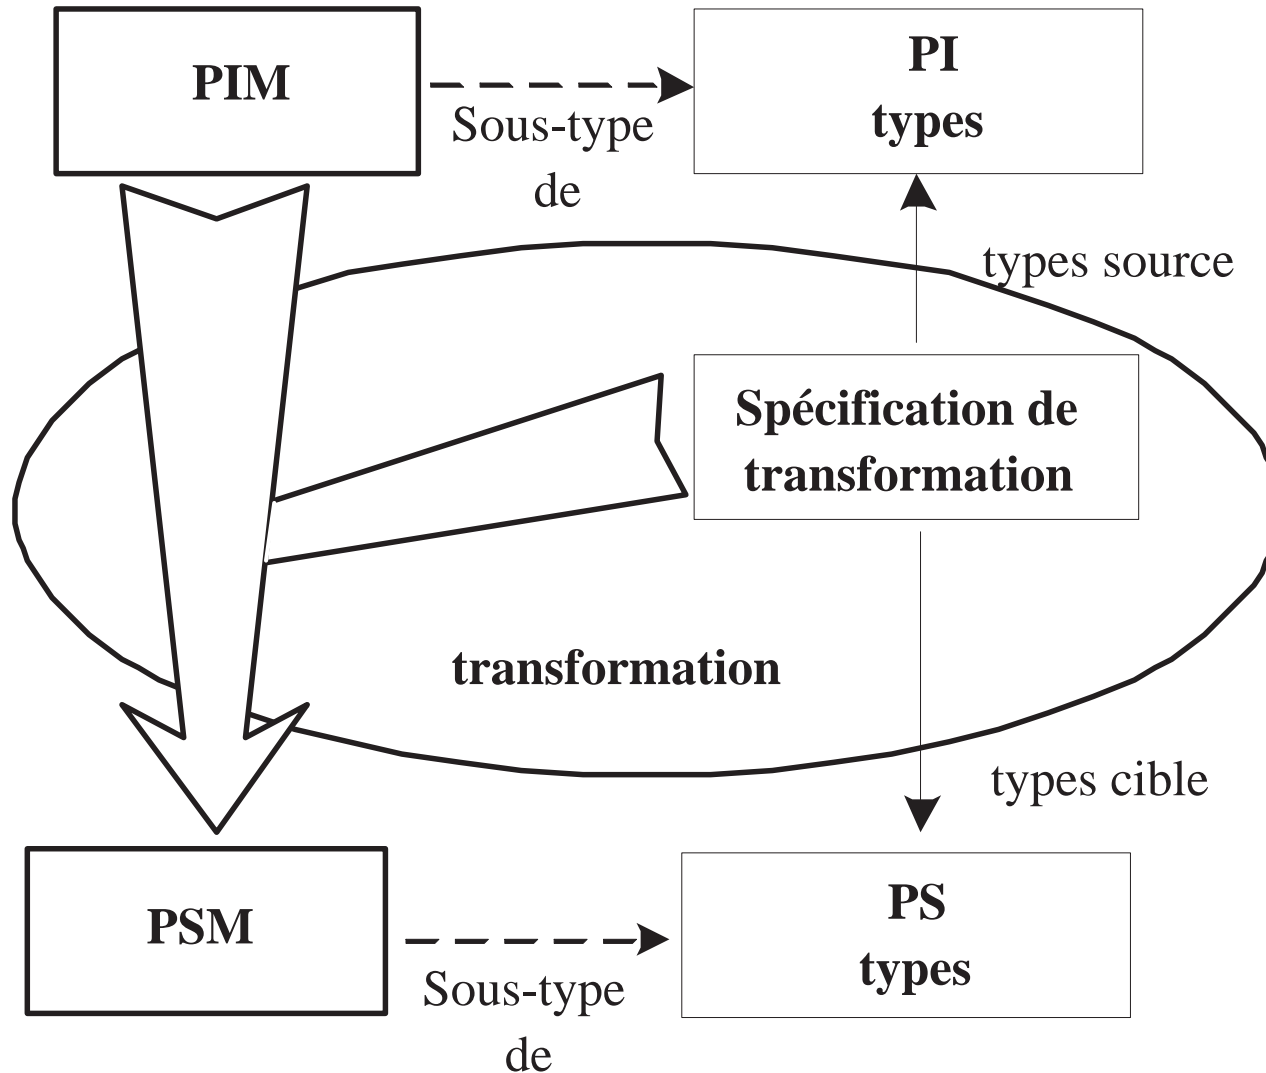 PIM
PI
types
Sous-type
de
types source
Spécification de
transformation
transformation
types cible
PSM
PS
types
Sous-type
de